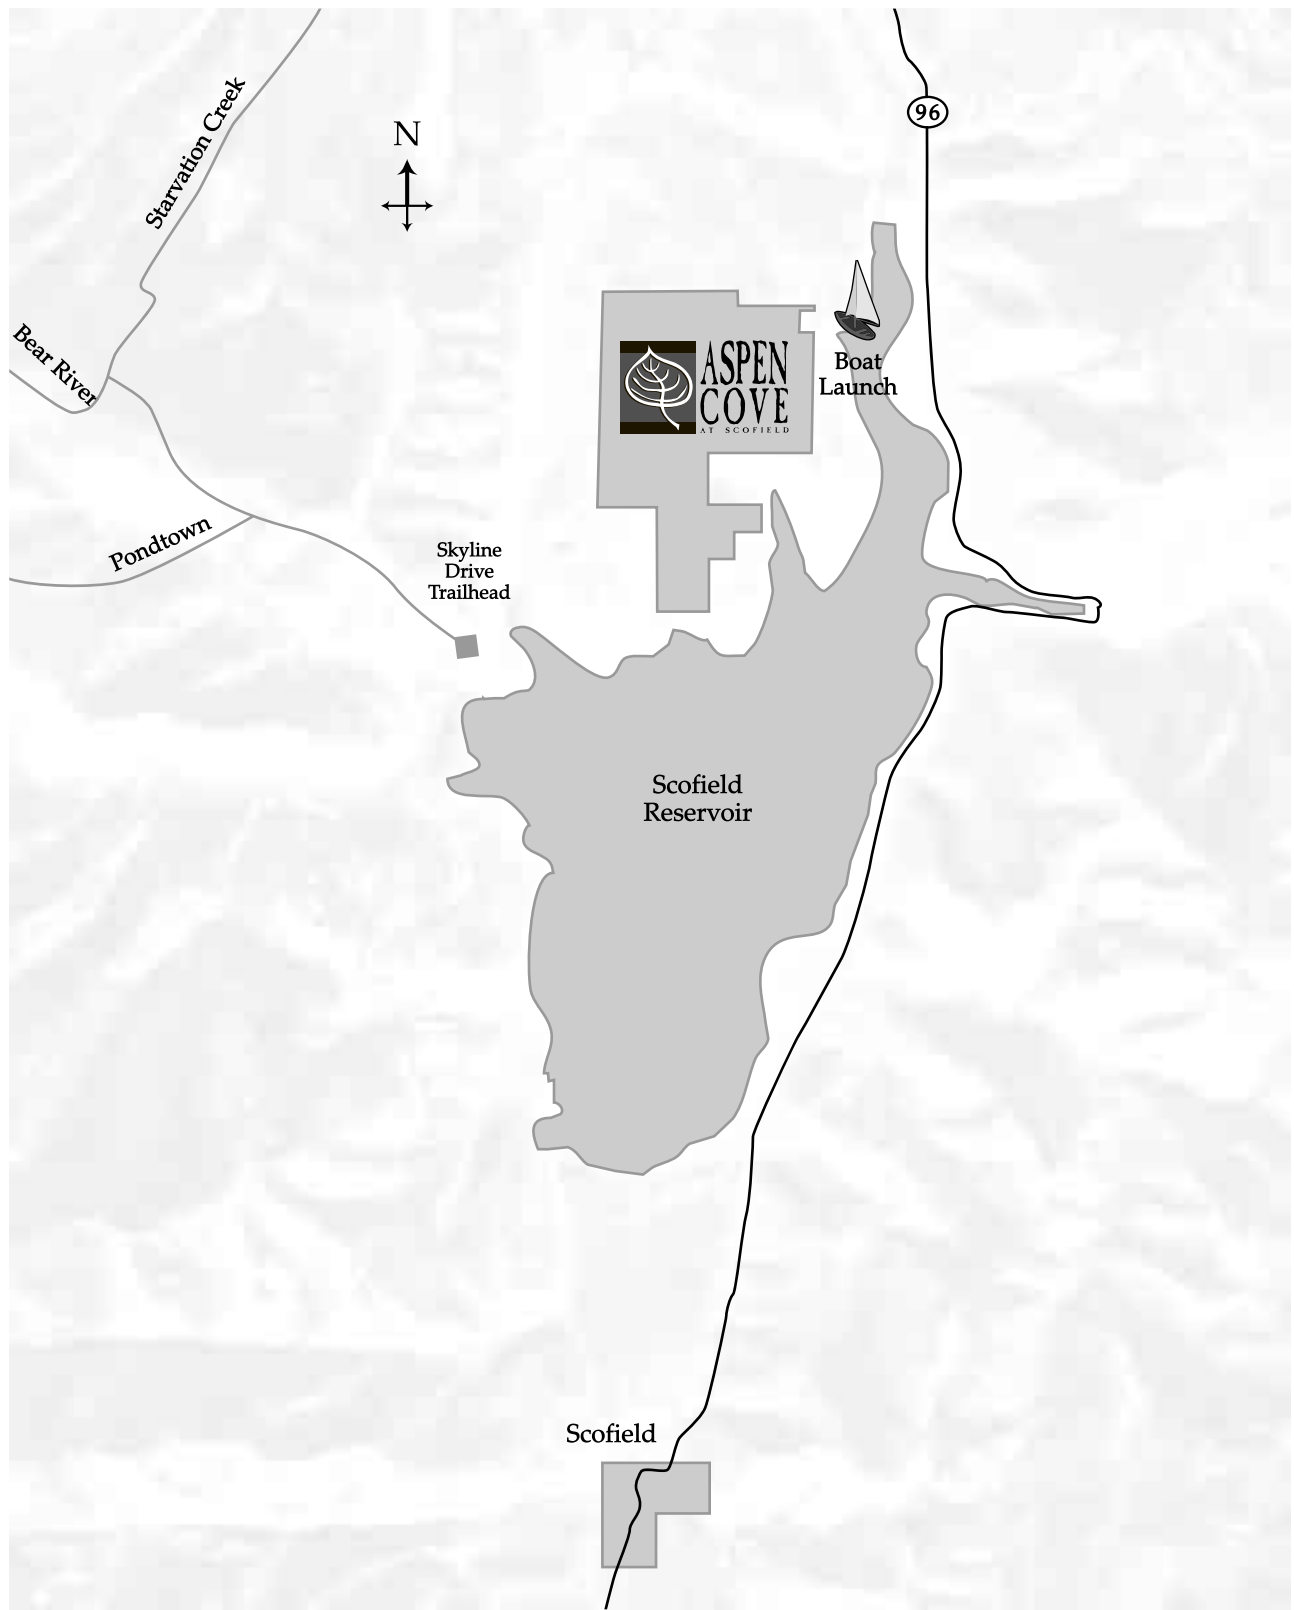 96
Starvation Creek
N
Bear River
ASPEN
COVE
AT SCOFIELD
Boat
Launch
Pondtown
Skyline
Drive
Trailhead
Scofield
Reservoir
Scofield